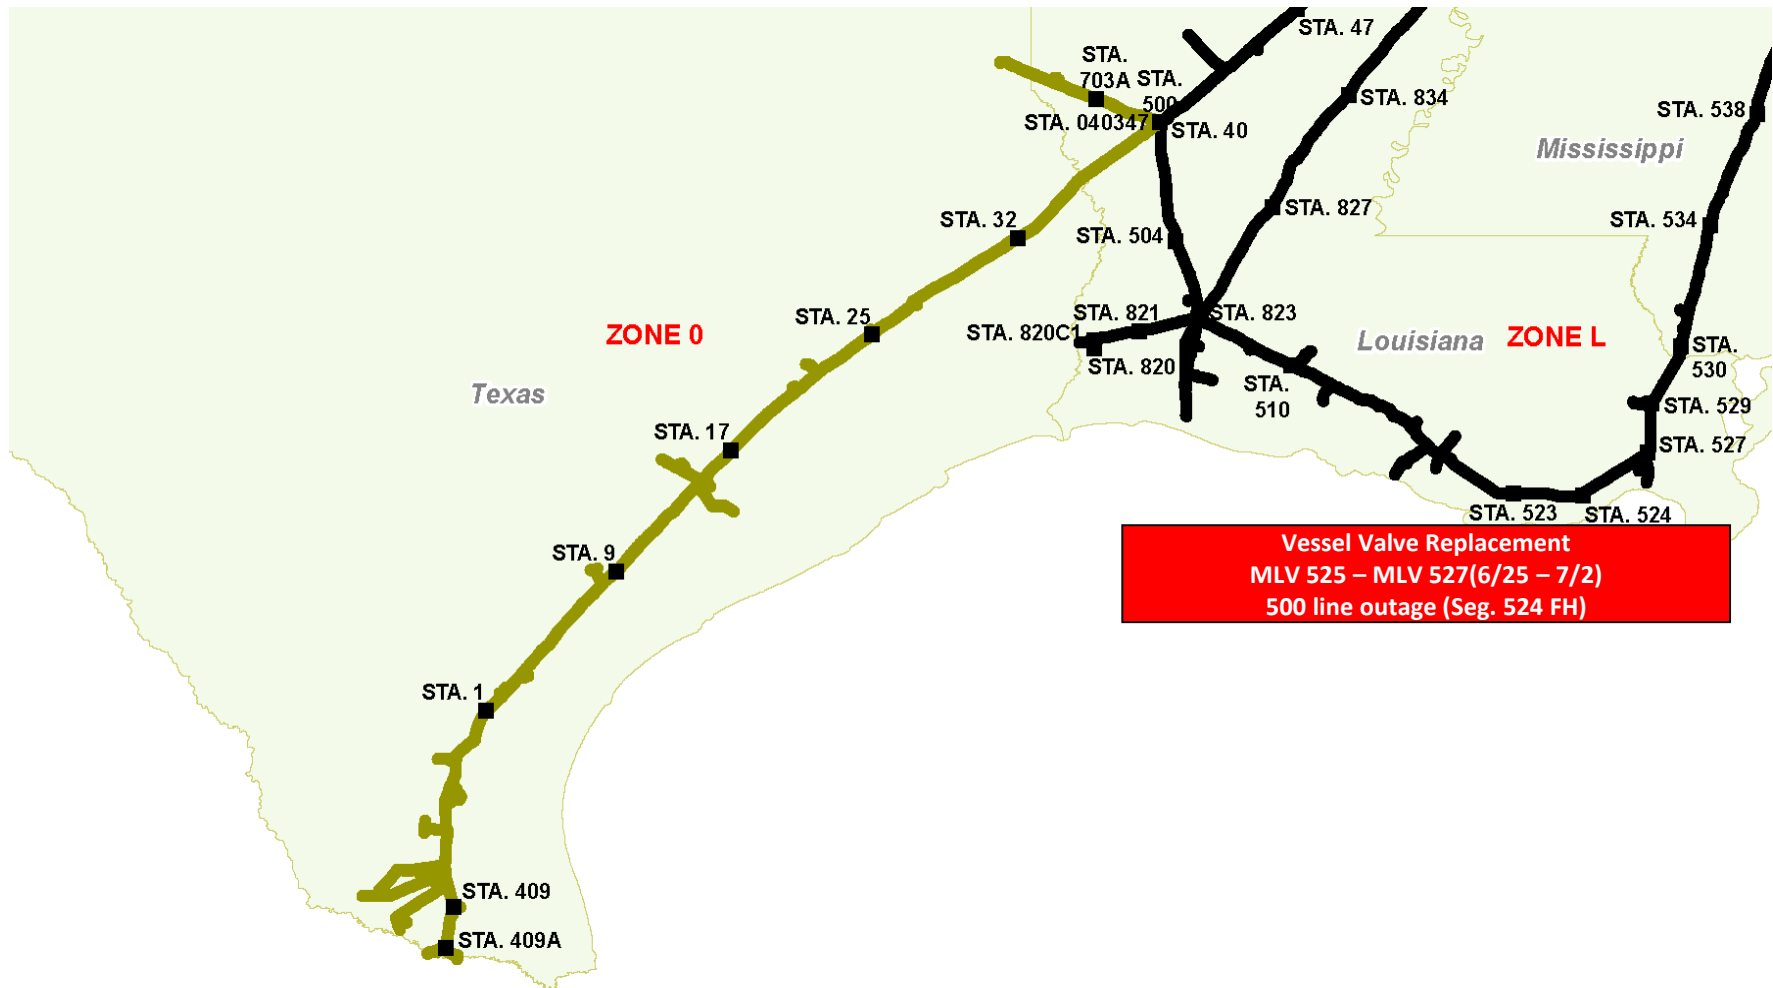 STA. 47
STA.
703A
STA.
500
STA. 834
STA. 538
STA. 040347
STA. 40
Mississippi
STA. 32
STA. 504
STA. 827
STA. 534
STA. 25
STA. 821
STA. 823
ZONE 0
STA. 820C1
Louisiana
ZONE L
STA.
530
STA. 820
STA.
510
Texas
STA. 529
STA. 17
STA. 527
STA. 523
STA. 524
Vessel Valve Replacement
MLV 525 – MLV 527(6/25 – 7/2)
500 line outage (Seg. 524 FH)
STA. 9
STA. 1
STA. 409
STA. 409A